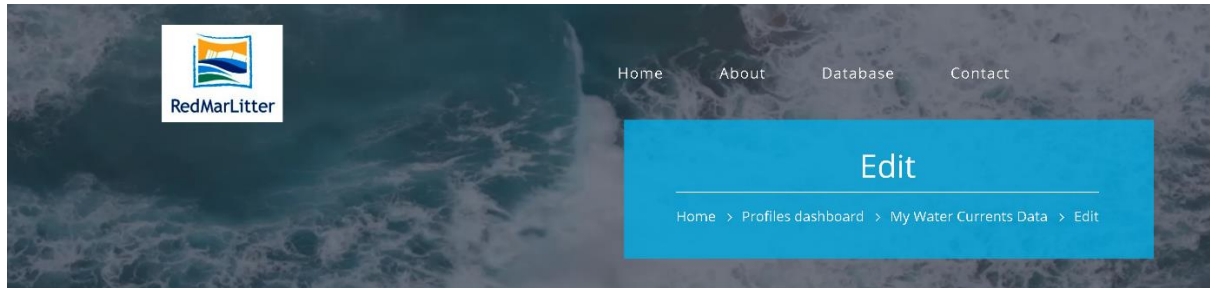 RedMarLitter
Home About Database Contact
Edit
Home > Profiles dashboard > My Water Currents Data > Edit